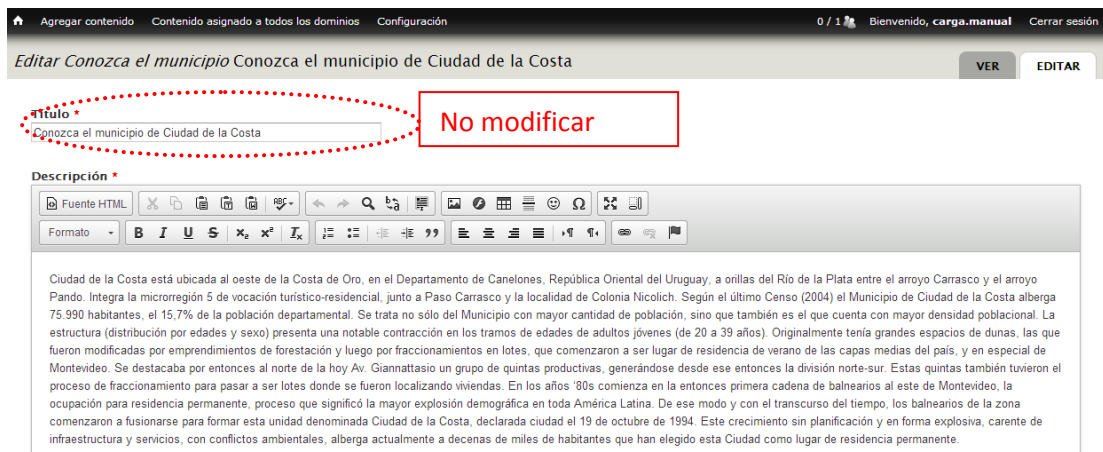 Agregar contenido Contenido asignado a todos los dominios Configuración 0 / 1 Bienvenido, carga.manual Cerrar sesión
Editar Conozca el municipio Conozca el municipio de Ciudad de la Costa VER EDITAR
Título *
Conozca el municipio de Ciudad de la Costa
No modificar
Descripción *
Fuente HTML ABC
Formato B I U S x₂ x² Ix
Ciudad de la Costa está ubicada al oeste de la Costa de Oro, en el Departamento de Canelones, República Oriental del Uruguay, a orillas del Río de la Plata entre el arroyo Carrasco y el arroyo
Pando. Integra la microrregión 5 de vocación turístico-residencial, junto a Paso Carrasco y la localidad de Colonia Nicolich. Según el último Censo (2004) el Municipio de Ciudad de la Costa alberga
75.990 habitantes, el 15,7% de la población departamental. Se trata no sólo del Municipio con mayor cantidad de población, sino que también es el que cuenta con mayor densidad poblacional. La
estructura (distribución por edades y sexo) presenta una notable contracción en los tramos de edades de adultos jóvenes (de 20 a 39 años). Originalmente tenía grandes espacios de dunas, las que
fueron modificadas por emprendimientos de forestación y luego por fraccionamientos en lotes, que comenzaron a ser lugar de residencia de verano de las capas medias del país, y en especial de
Montevideo. Se destacaba por entonces al norte de la hoy Av. Giannattasio un grupo de quintas productivas, generándose desde ese entonces la división norte-sur. Estas quintas también tuvieron el
proceso de fraccionamiento para pasar a ser lotes donde se fueron localizando viviendas. En los años '80s comienza en la entonces primera cadena de balnearios al este de Montevideo, la
ocupación para residencia permanente, proceso que significó la mayor explosión demográfica en toda América Latina. De ese modo y con el transcurso del tiempo, los balnearios de la zona
comenzaron a fusionarse para formar esta unidad denominada Ciudad de la Costa, declarada ciudad el 19 de octubre de 1994. Este crecimiento sin planificación y en forma explosiva, carente de
infraestructura y servicios, con conflictos ambientales, alberga actualmente a decenas de miles de habitantes que han elegido esta Ciudad como lugar de residencia permanente.